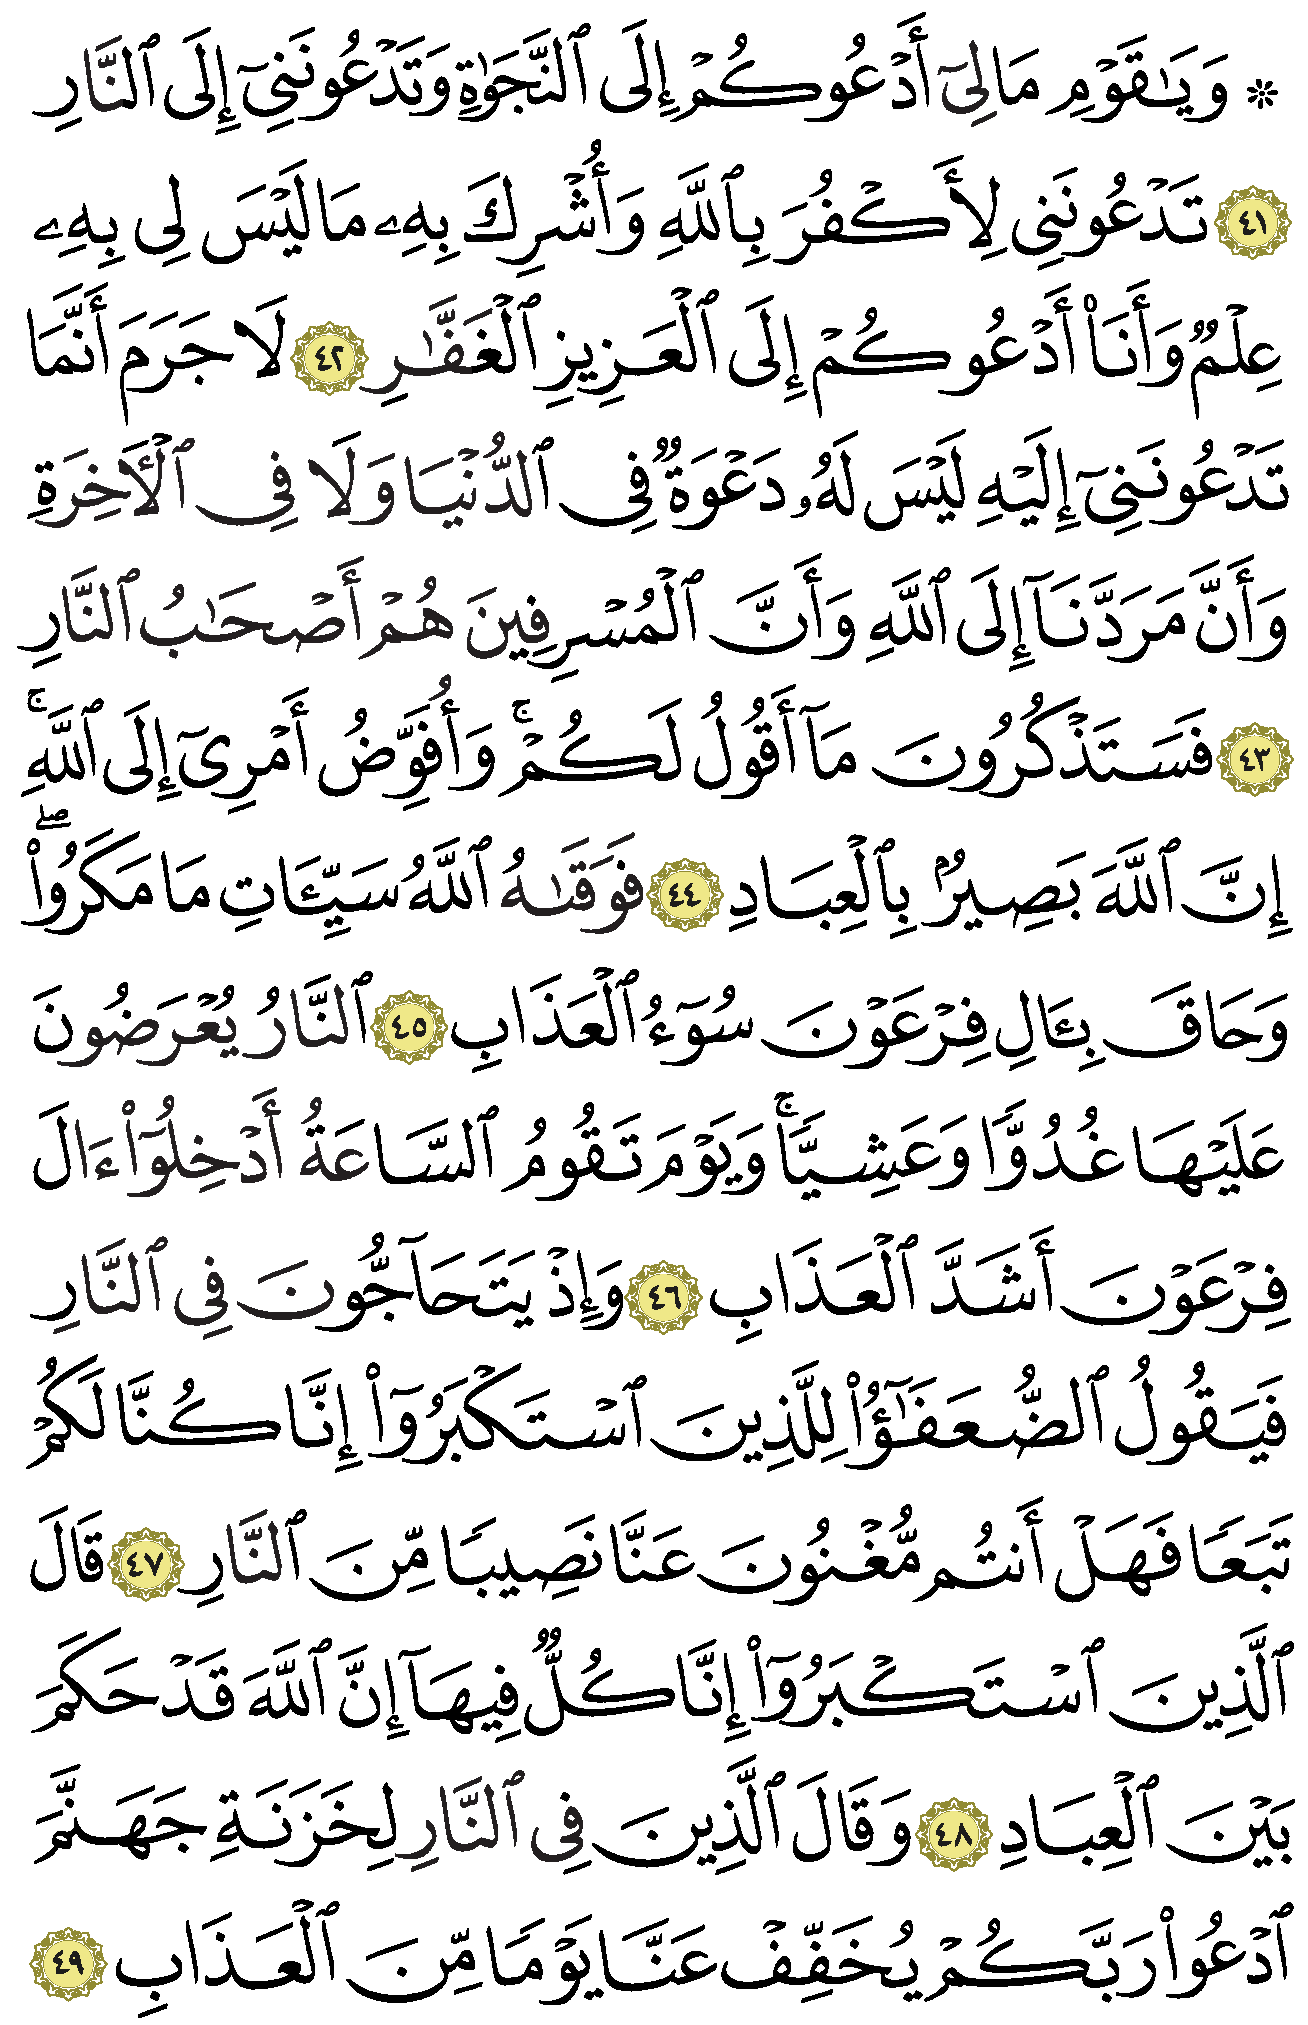 ۞ وَيَٰقَوْمِ مَالِىٓ أَدْعُوكُمْ إِلَى ٱلنَّجَوٰةِ وَتَدْعُونَنِىٓ إِلَى ٱلنَّارِ
٤١ تَدْعُونَنِى لِأَكْفُرَ بِٱللَّهِ وَأُشْرِكَ بِهِۦ مَا لَيْسَ لِى بِهِۦ
عِلْمٌ وَأَنَا۠ أَدْعُوكُمْ إِلَى ٱلْعَزِيزِ ٱلْغَفَّٰرِ ٤٢ لَا جَرَمَ أَنَّمَا
تَدْعُونَنِىٓ إِلَيْهِ لَيْسَ لَهُۥ دَعْوَةٌ فِى ٱلدُّنْيَا وَلَا فِى ٱلْأَخِرَةِ
وَأَنَّ مَرَدَّنَآ إِلَى ٱللَّهِ وَأَنَّ ٱلْمُسْرِفِينَ هُمْ أَصْحَٰبُ ٱلنَّارِ
٤٣ فَسَتَذْكُرُونَ مَآ أَقُولُ لَكُمْ ۚ وَأُفَوِّضُ أَمْرِىٓ إِلَى ٱللَّهِ ۚ
إِنَّ ٱللَّهَ بَصِيرٌۢ بِٱلْعِبَادِ ٤٤ فَوَقَىٰهُ ٱللَّهُ سَيِّـَٔاتِ مَا مَكَرُوا۟ ۖ
وَحَاقَ بِـَٔالِ فِرْعَوْنَ سُوٓءُ ٱلْعَذَابِ ٤٥ ٱلنَّارُ يُعْرَضُونَ
عَلَيْهَا غُدُوًّا وَعَشِيًّا ۚ وَيَوْمَ تَقُومُ ٱلسَّاعَةُ أَدْخِلُوٓا۟ ءَالَ
فِرْعَوْنَ أَشَدَّ ٱلْعَذَابِ ٤٦ وَإِذْ يَتَحَآجُّونَ فِى ٱلنَّارِ
فَيَقُولُ ٱلضُّعَفَٰٓؤُا۟ لِلَّذِينَ ٱسْتَكْبَرُوٓا۟ إِنَّا كُنَّا لَكُمْ
تَبَعًا فَهَلْ أَنتُم مُّغْنُونَ عَنَّا نَصِيبًا مِّنَ ٱلنَّارِ ٤٧ قَالَ
ٱلَّذِينَ ٱسْتَكْبَرُوٓا۟ إِنَّا كُلٌّ فِيهَآ إِنَّ ٱللَّهَ قَدْ حَكَمَ
بَيْنَ ٱلْعِبَادِ ٤٨ وَقَالَ ٱلَّذِينَ فِى ٱلنَّارِ لِخَزَنَةِ جَهَنَّمَ
ٱدْعُوا۟ رَبَّكُمْ يُخَفِّفْ عَنَّا يَوْمًا مِّنَ ٱلْعَذَابِ ٤٩